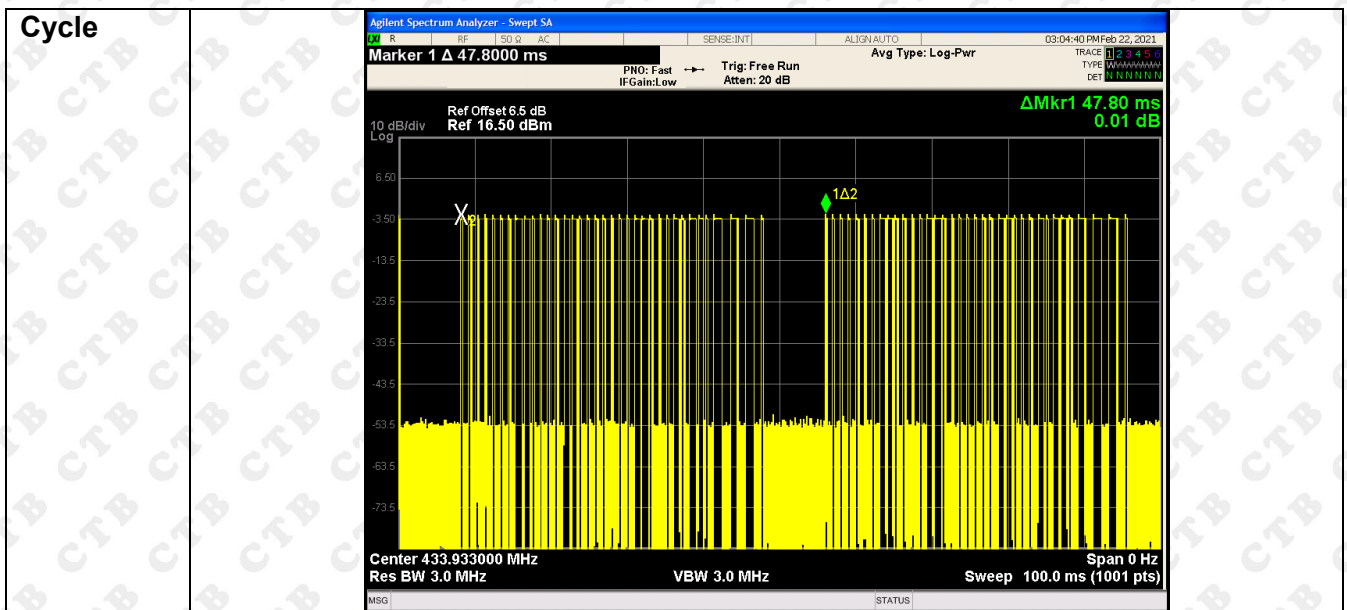 Cycle
Agilent Spectrum Analyzer - Swept SA
LXI R RF 50 Ω AC SENSE:INT ALIGN AUTO 03:04:40 PM Feb 22, 2021
Marker 1 Δ 47.8000 ms Avg Type: Log-Pwr TRACE 1 2 3 4 5 6
PNO: Fast Trig: Free Run TYPE
IFGain:Low Atten: 20 dB DET N N N N N N
ΔMkr1 47.80 ms
Ref Offset 6.5 dB
10 dB/div Ref 16.50 dBm 0.01 dB
Log
6.50
1Δ2
X2
-3.50
-13.5
-23.5
-33.5
-43.5
-53.5
-63.5
-73.5
Center 433.933000 MHz Span 0 Hz
Res BW 3.0 MHz VBW 3.0 MHz Sweep 100.0 ms (1001 pts)
MSG STATUS
CTB